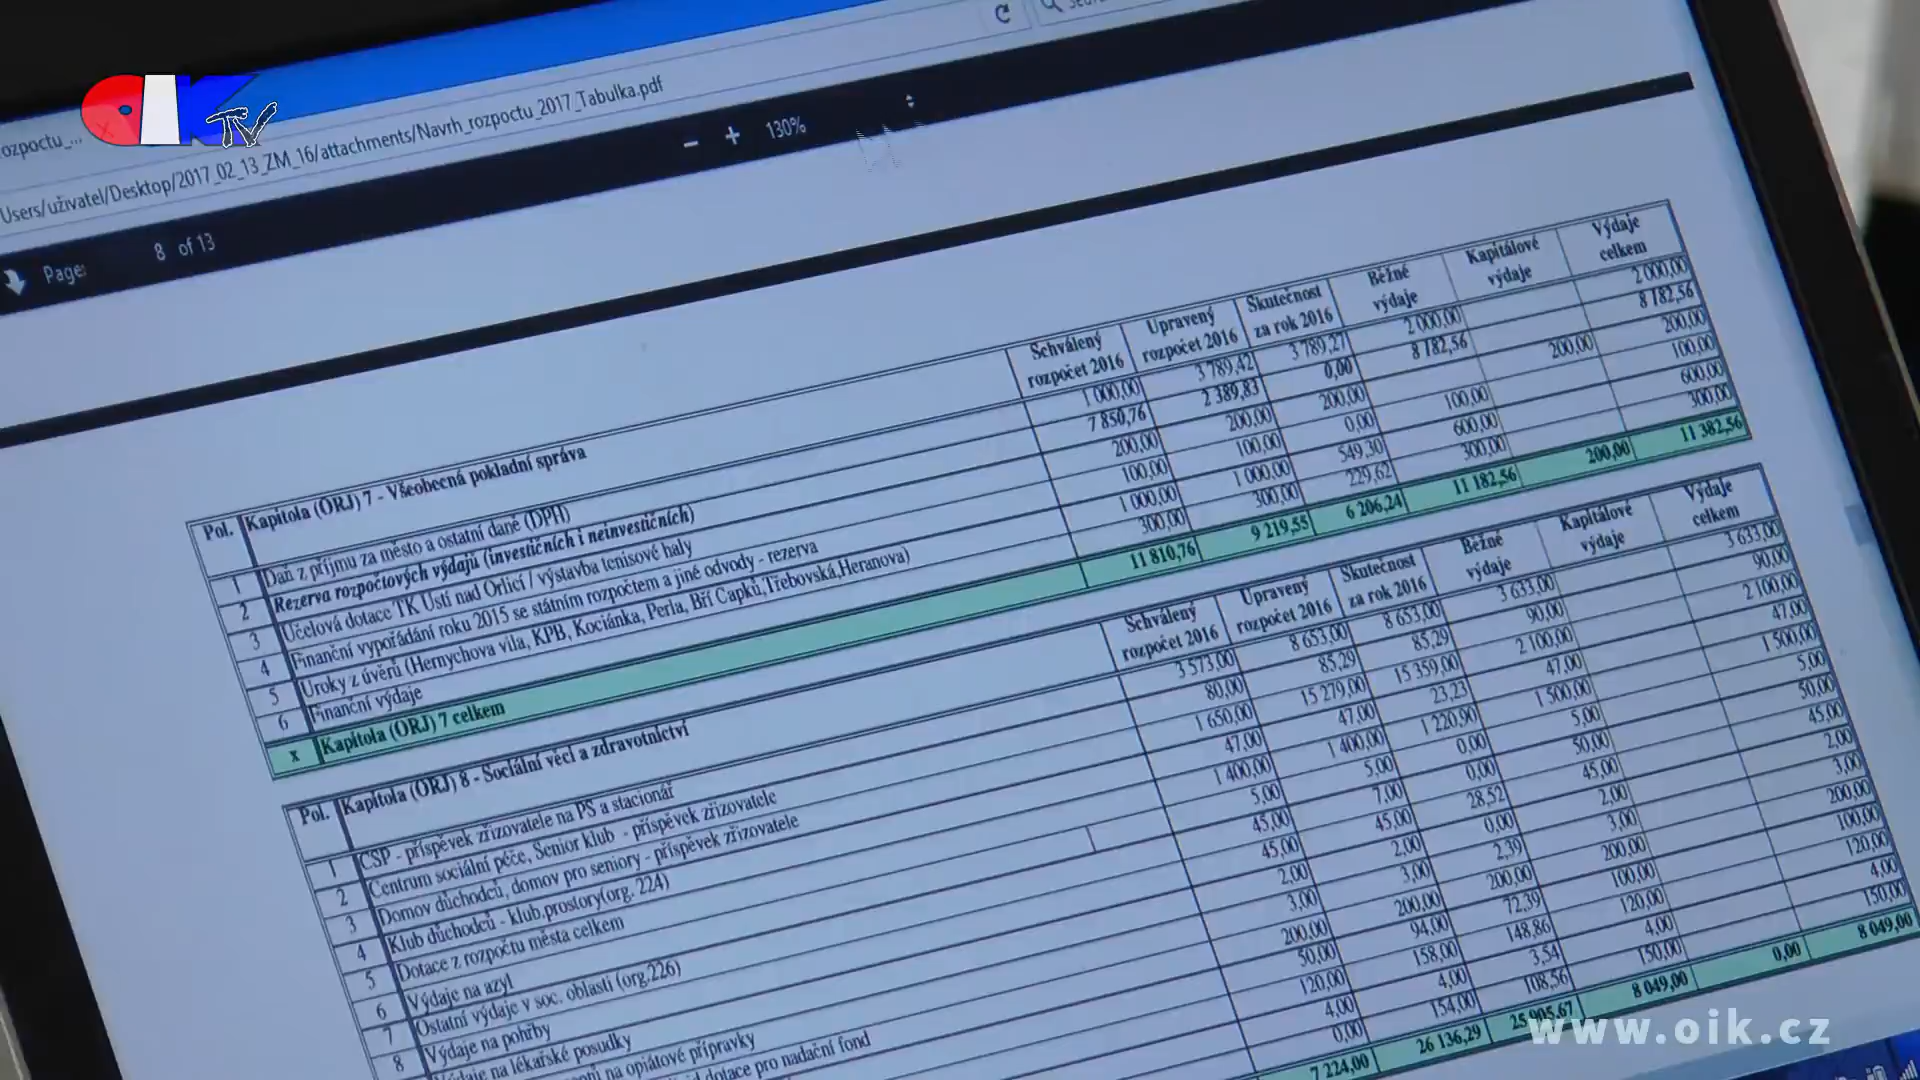 OIK TV
ozpoctu_...
Users/uživatel/Desktop/2017_02_13_ZM_16/attachments/Navrh_rozpoctu_2017_Tabulka.pdf
Page: 8 of 13
130%
Pol. Kapitola (ORJ) 7 - Všeobecná pokladní správa Schválený rozpočet 2016 Upravený rozpočet 2016 Skutečnost za rok 2016 Běžné výdaje Kapitálové výdaje Výdaje celkem
1 Daň z příjmu za město a ostatní daně (DPH) 1 000,00 3 789,42 3 789,27 2 000,00 2 000,00
2 Rezerva rozpočtových výdajů (investičních i neinvestičních) 7 850,76 2 389,83 0,00 8 182,56 8 182,56
3 Účelová dotace TK Ústí nad Orlicí / výstavba tenisové haly 200,00 200,00 200,00 200,00 200,00
4 Finanční vypořádání roku 2015 se státním rozpočtem a jiné odvody - rezerva 100,00 100,00 0,00 100,00 100,00
5 Úroky z úvěrů (Hernychova vila, KPB, Kociánka, Perla, Bří Čapků,Třebovská,Heranova) 1 000,00 1 000,00 549,30 600,00 600,00
6 Finanční výdaje 300,00 300,00 229,62 300,00 300,00
x Kapitola (ORJ) 7 celkem 11 810,76 9 219,55 6 206,24 11 182,56 200,00 11 382,56
Pol. Kapitola (ORJ) 8 - Sociální věci a zdravotnictví Schválený rozpočet 2016 Upravený rozpočet 2016 Skutečnost za rok 2016 Běžné výdaje Kapitálové výdaje Výdaje celkem
1 CSP - příspěvek zřizovatele na PS a stacionář 3 573,00 8 653,00 8 653,00 3 633,00 3 633,00
2 Centrum sociální péče, Senior klub - příspěvek zřizovatele 80,00 85,29 85,29 90,00 90,00
3 Domov důchodců, domov pro seniory - příspěvek zřizovatele 1 650,00 15 279,00 15 359,00 2 100,00 2 100,00
4 Klub důchodců - klub.prostory(org. 224) 47,00 47,00 23,23 47,00 47,00
5 Dotace z rozpočtu města celkem 1 400,00 1 400,00 1 220,90 1 500,00 1 500,00
6 Výdaje na azyl 5,00 5,00 0,00 5,00 5,00
7 Ostatní výdaje v soc. oblasti (org.226) 45,00 7,00 0,00 50,00 50,00
8 Výdaje na pohřby 45,00 45,00 28,52 45,00 45,00
Výdaje na lékařské posudky 2,00 2,00 0,00 2,00 2,00
na opiátové přípravky 3,00 3,00 2,39 3,00 3,00
dotace pro nadační fond 200,00 200,00 200,00 200,00 200,00
50,00 94,00 72,39 100,00 100,00
120,00 158,00 148,86 120,00 120,00
4,00 4,00 3,54 4,00 4,00
0,00 154,00 108,56 150,00 150,00
7 224,00 26 136,29 25 905,67 8 049,00 0,00 8 049,00
www.oik.cz